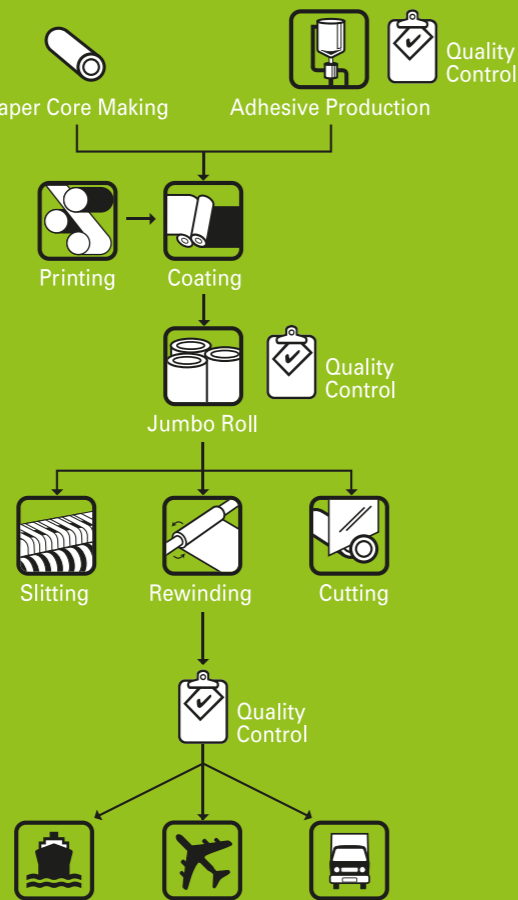 Quality
Control
aper Core Making
Adhesive Production
Printing
Coating
Quality
Control
Jumbo Roll
Slitting
Rewinding
Cutting
Quality
Control